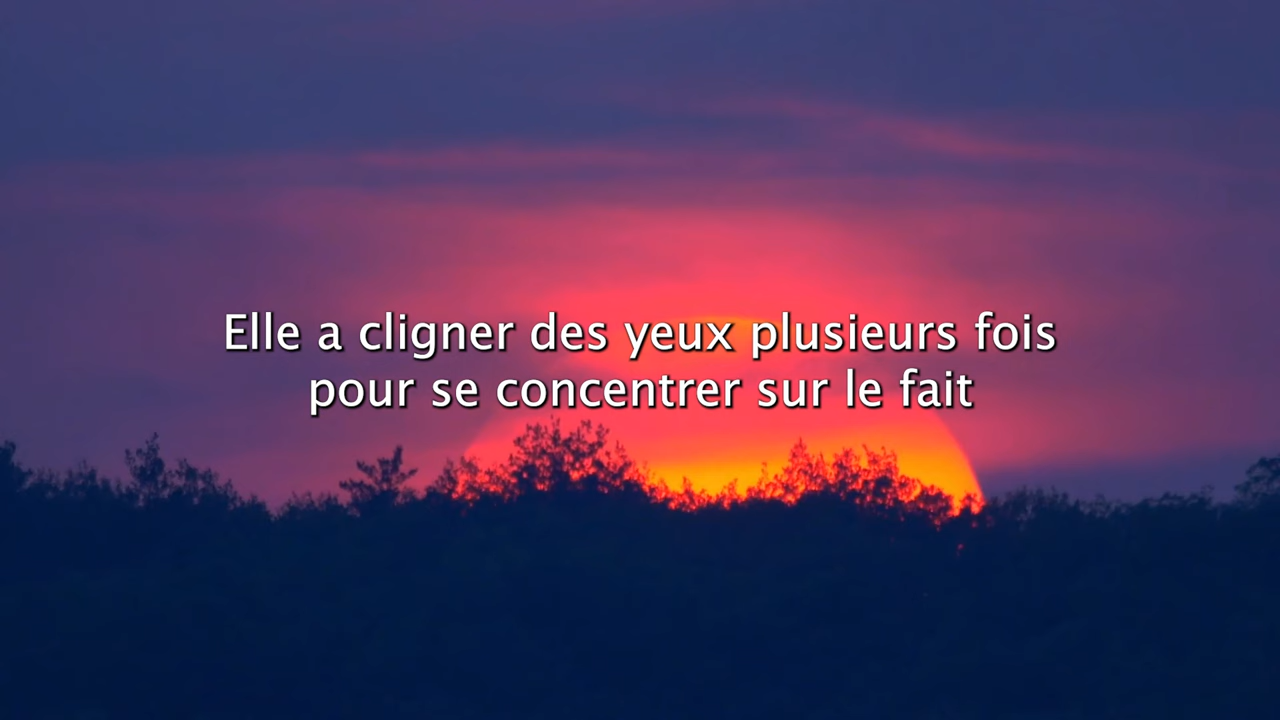 Elle a cligner des yeux plusieurs fois
pour se concentrer sur le fait